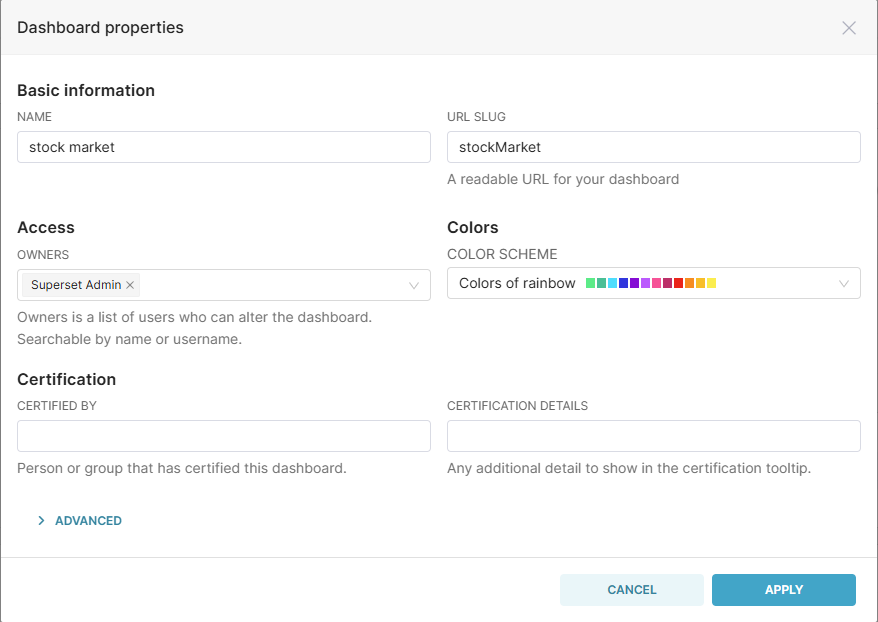 Dashboard properties
Basic information
NAME
URL SLUG
stock market
stockMarket
A readable URL for your dashboard
Access
Colors
OWNERS
COLOR SCHEME
Superset Admin
Colors of rainbow
Owners is a list of users who can alter the dashboard.
Searchable by name or username.
Certification
CERTIFIED BY
CERTIFICATION DETAILS
Person or group that has certified this dashboard.
Any additional detail to show in the certification tooltip.
ADVANCED
CANCEL
APPLY